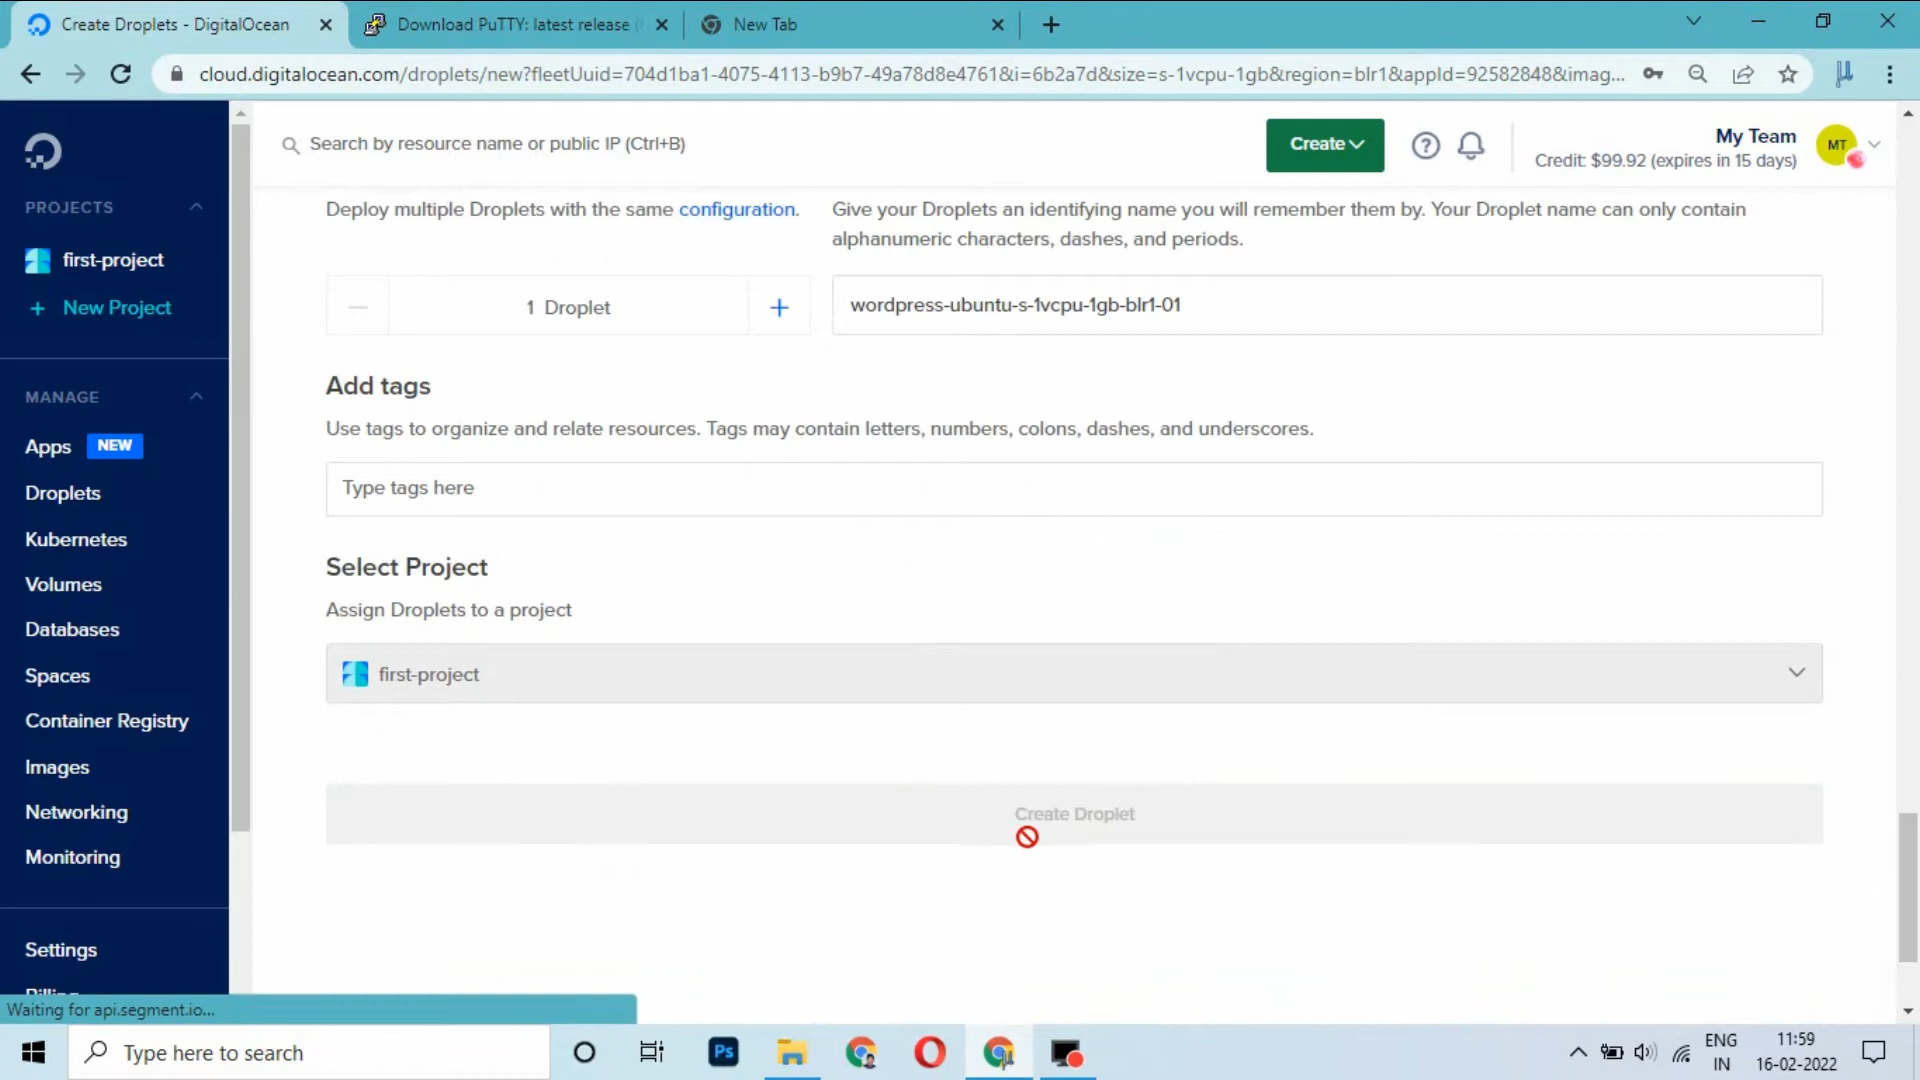 Create Droplets - DigitalOcean
Download PuTTY: latest release
New Tab
cloud.digitalocean.com/droplets/new?fleetUuid=704d1ba1-4075-4113-b9b7-49a78d8e4761&i=6b2a7d&size=s-1vcpu-1gb&region=blr1&appId=92582848&imag...
Search by resource name or public IP (Ctrl+B)
Create
My Team
Credit: $99.92 (expires in 15 days)
MT
PROJECTS
first-project
+ New Project
MANAGE
Apps NEW
Droplets
Kubernetes
Volumes
Databases
Spaces
Container Registry
Images
Networking
Monitoring
Settings
Billing
Deploy multiple Droplets with the same configuration.
Give your Droplets an identifying name you will remember them by. Your Droplet name can only contain
alphanumeric characters, dashes, and periods.
1 Droplet
wordpress-ubuntu-s-1vcpu-1gb-blr1-01
Add tags
Use tags to organize and relate resources. Tags may contain letters, numbers, colons, dashes, and underscores.
Type tags here
Select Project
Assign Droplets to a project
first-project
Create Droplet
Waiting for api.segment.io...
Type here to search
Ps
ENG
IN
11:59
16-02-2022